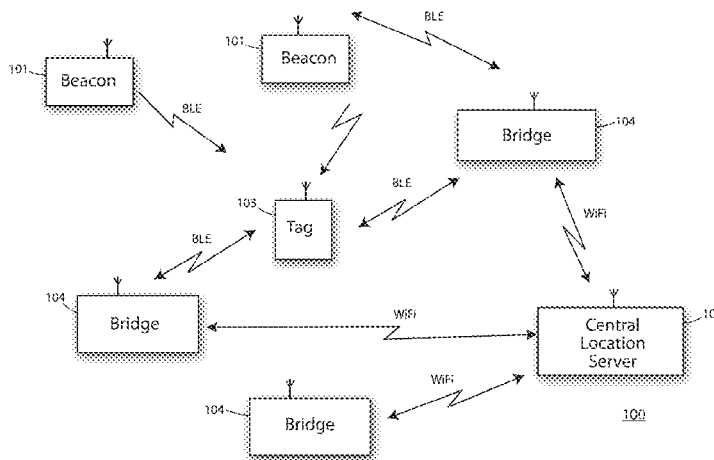 BLE
101
Beacon
101
Beacon
BLE
104
Bridge
103
Tag
BLE
WiFi
BLE
104
Bridge
WiFi
Central
Location
Server
WiFi
104
Bridge
100